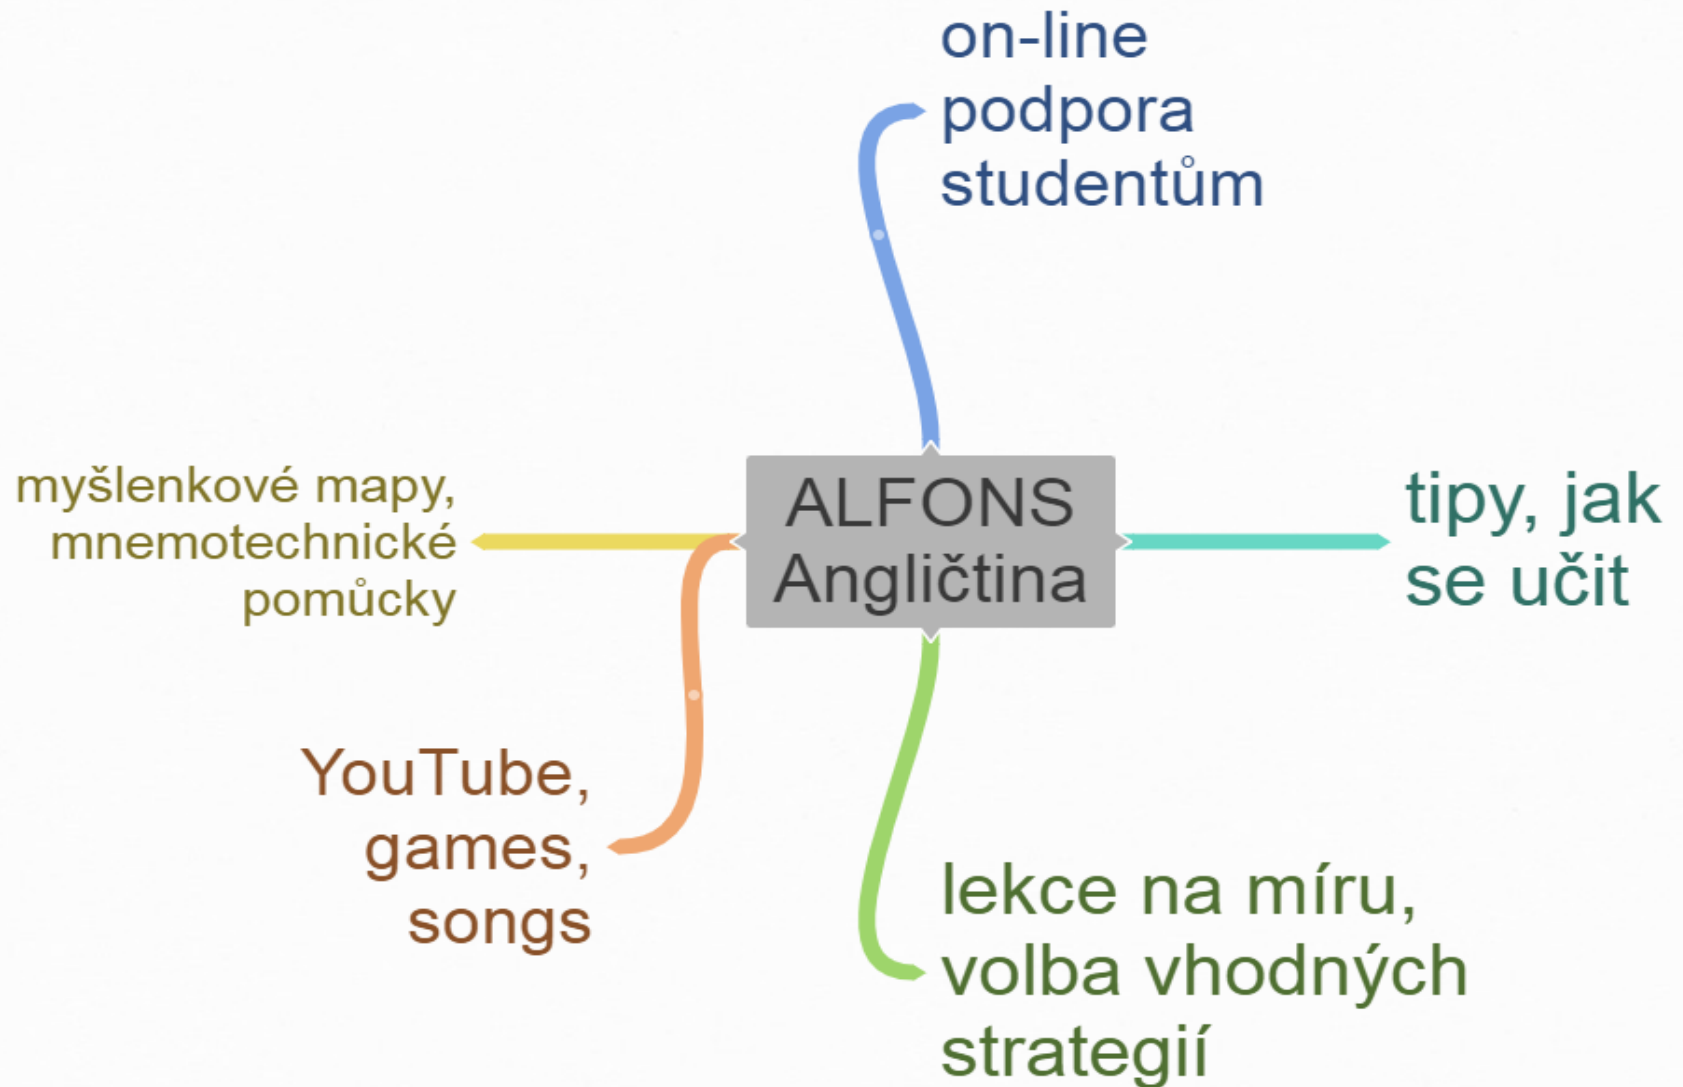 on-line
podpora
studentům
ALFONS
Angličtina
tipy, jak
se učit
myšlenkové mapy,
mnemotechnické
pomůcky
YouTube,
games,
songs
lekce na míru,
volba vhodných
strategií